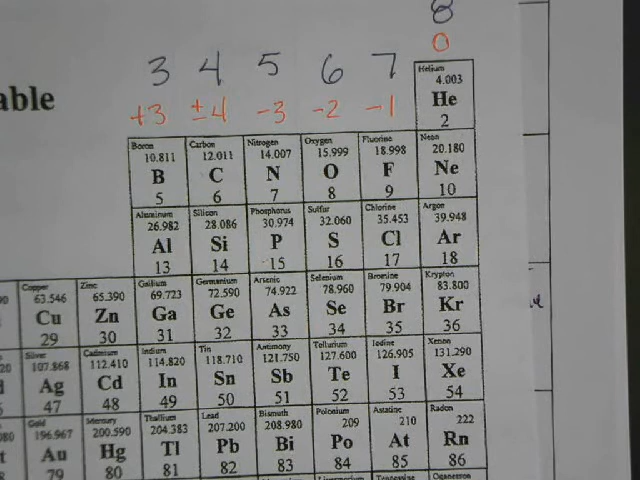 8
3 4 5 6 7 0
+3 ±4 -3 -2 -1
able
Helium
4.003
He
2
Boron Carbon Nitrogen Oxygen Fluorine Neon
10.811 12.011 14.007 15.999 18.998 20.180
B C N O F Ne
5 6 7 8 9 10
Aluminum Silicon Phosphorus Sulfur Chlorine Argon
26.982 28.086 30.974 32.060 35.453 39.948
Al Si P S Cl Ar
13 14 15 16 17 18
Copper Zinc Gallium Germanium Arsenic Selenium Bromine Krypton
63.546 65.390 69.723 72.590 74.922 78.960 79.904 83.800
Cu Zn Ga Ge As Se Br Kr
29 30 31 32 33 34 35 36
Silver Cadmium Indium Tin Antimony Tellurium Iodine Xenon
20 107.868 112.410 114.820 118.710 121.750 127.600 126.905 131.290
Ag Cd In Sn Sb Te I Xe
47 48 49 50 51 52 53 54
Gold Mercury Thallium Lead Bismuth Polonium Astatine Radon
080 196.967 200.590 204.383 207.200 208.980 209 210 222
t Au Hg Tl Pb Bi Po At Rn
79 80 81 82 83 84 85 86